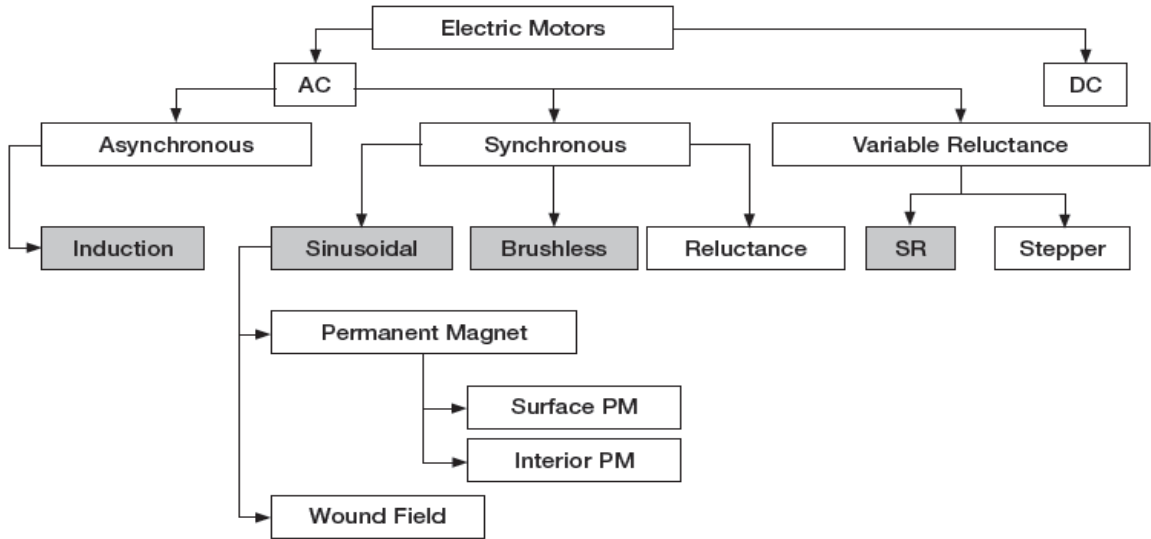 Electric Motors
AC
DC
Asynchronous
Synchronous
Variable Reluctance
Induction
Sinusoidal
Brushless
Reluctance
SR
Stepper
Permanent Magnet
Surface PM
Interior PM
Wound Field